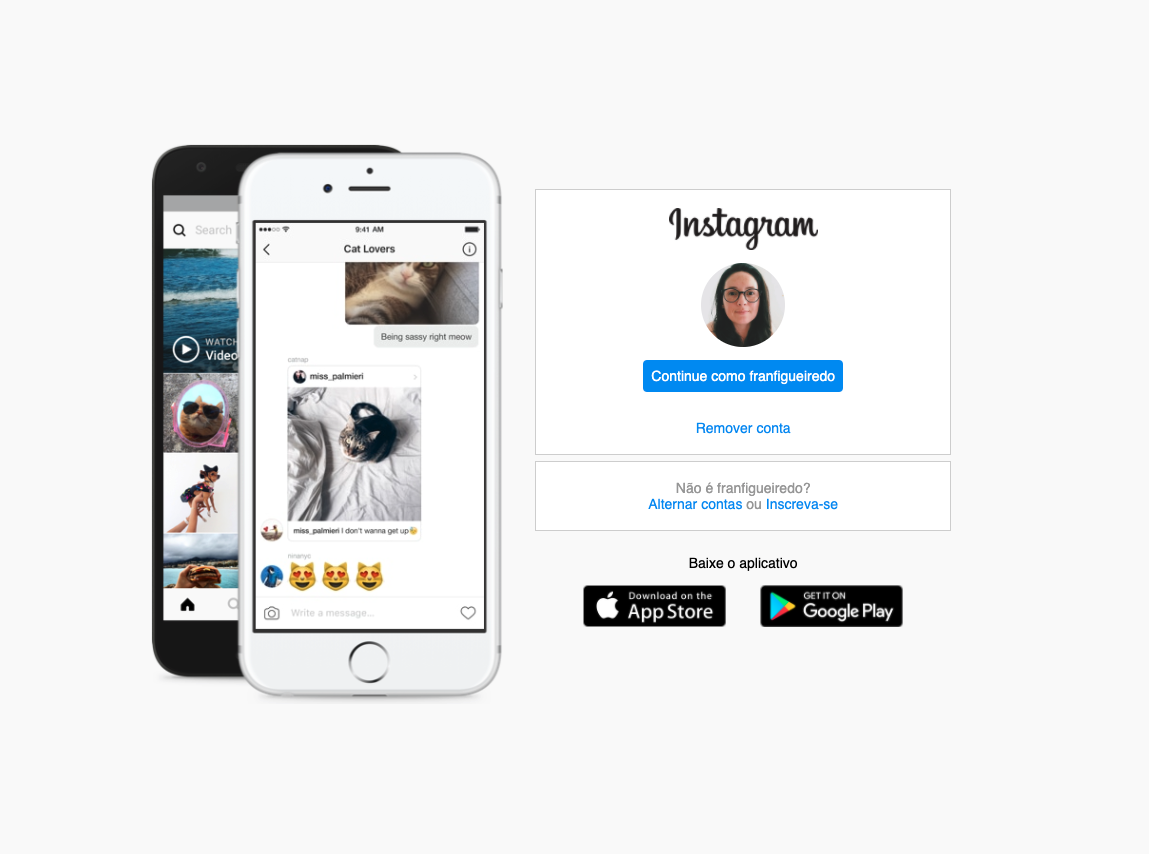 Search
WATCH
Video
9:41 AM
Cat Lovers
Being sassy right meow
catnap
miss_palmieri
miss_palmieri I don't wanna get up
Write a message...
Instagram
Continue como franfigueiredo
Remover conta
Não é franfigueiredo?
Alternar contas ou Inscreva-se
Baixe o aplicativo
Download on the
App Store
GET IT ON
Google Play